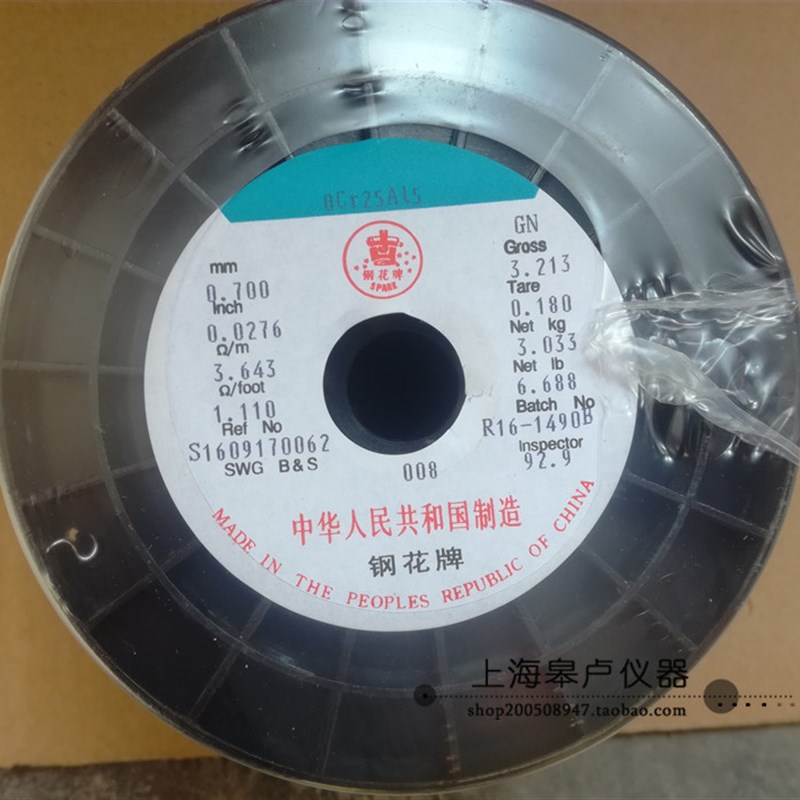 0Cr25Al5
钢花牌
SPARK
mm
0.700
Inch
0.0276
Ω/m
3.643
Ω/foot
1.110
Ref No
S1609170062
SWG B&S
GN
Gross
3.213
Tare
0.180
Net kg
3.033
Net lb
6.688
Batch No
R16-1490B
Inspector
92.9
008
中华人民共和国制造
钢花牌
MADE IN THE PEOPLES REPUBLIC OF CHINA
上海皋卢仪器
shop200508947.taobao.com